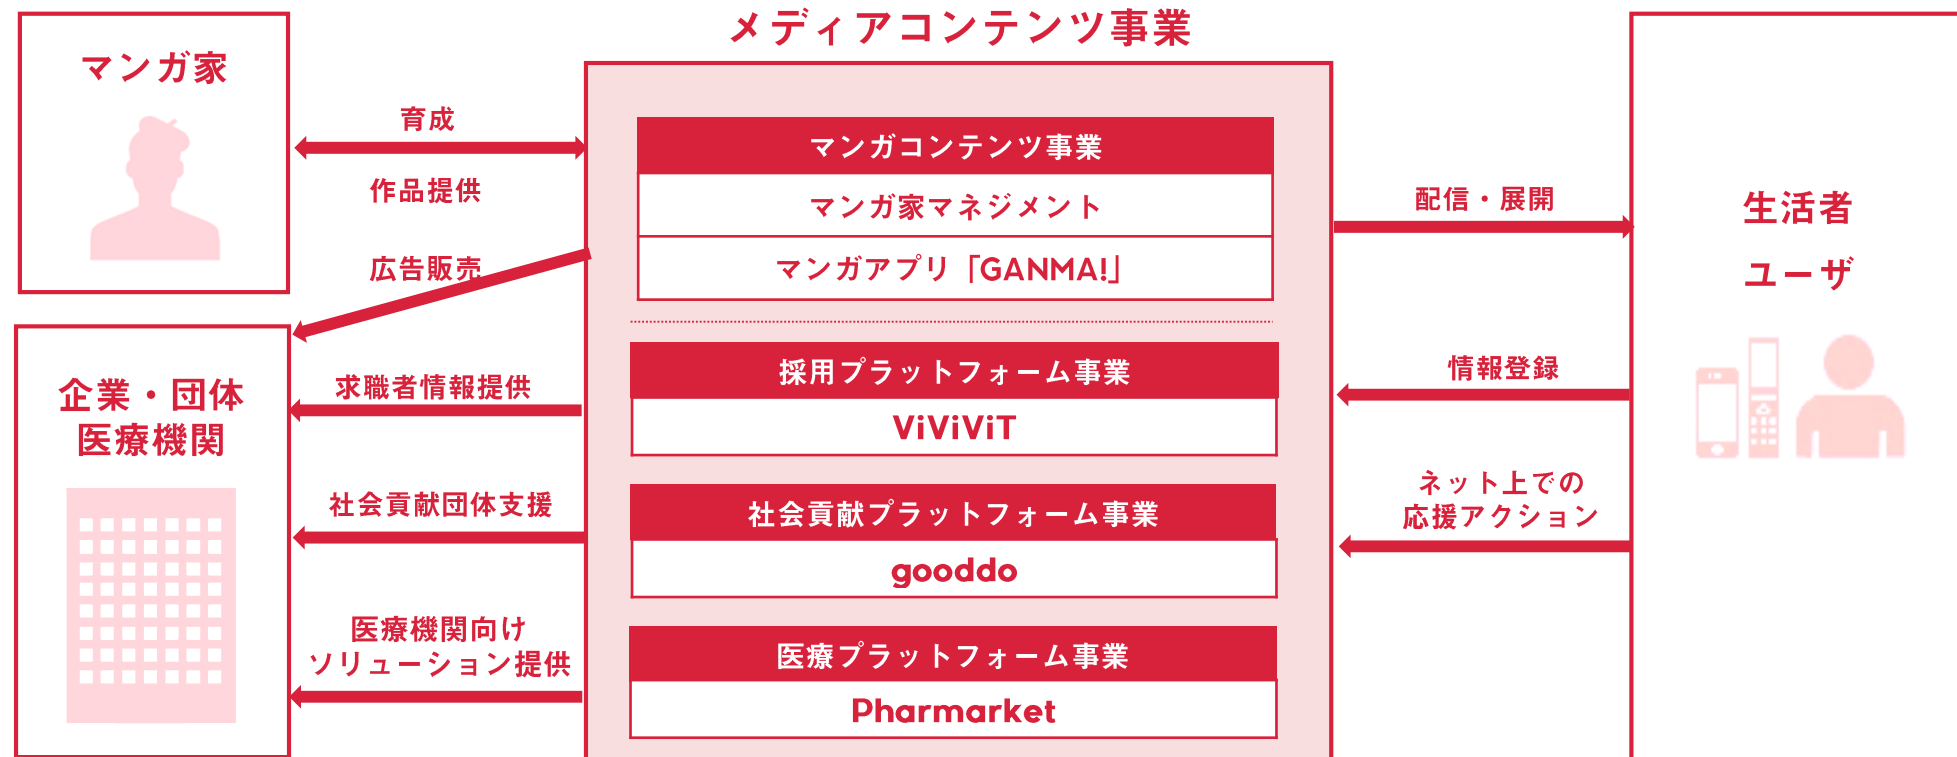 メディアコンテンツ事業
マンガ家
育成
作品提供
広告販売
企業・団体
医療機関
求職者情報提供
社会貢献団体支援
医療機関向け
ソリューション提供
マンガコンテンツ事業
マンガ家マネジメント
マンガアプリ「GANMA!」
採用プラットフォーム事業
ViViViT
社会貢献プラットフォーム事業
gooddo
医療プラットフォーム事業
Pharmarket
配信・展開
情報登録
ネット上での
応援アクション
生活者
ユーザ